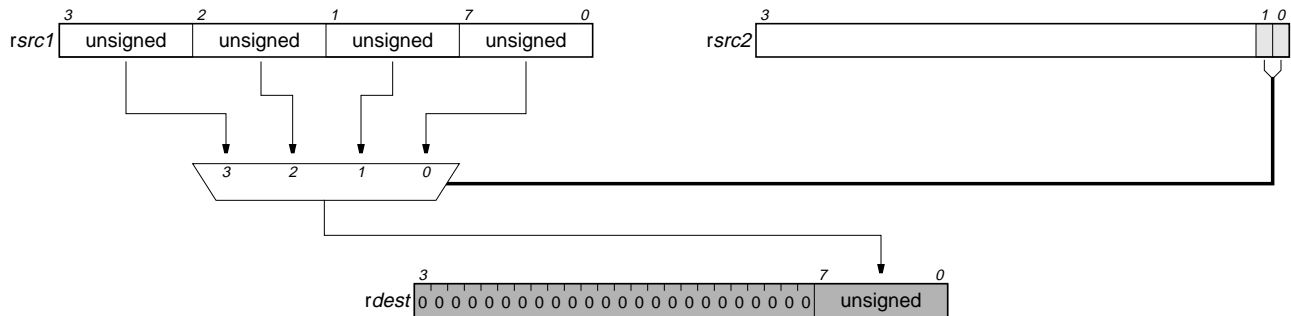 3 2 1 7 0
rsrc1 unsigned unsigned unsigned unsigned
3 1 0
rsrc2
3 2 1 0
3 7 0
rdest 0 0 0 0 0 0 0 0 0 0 0 0 0 0 0 0 0 0 0 0 0 0 0 0 unsigned